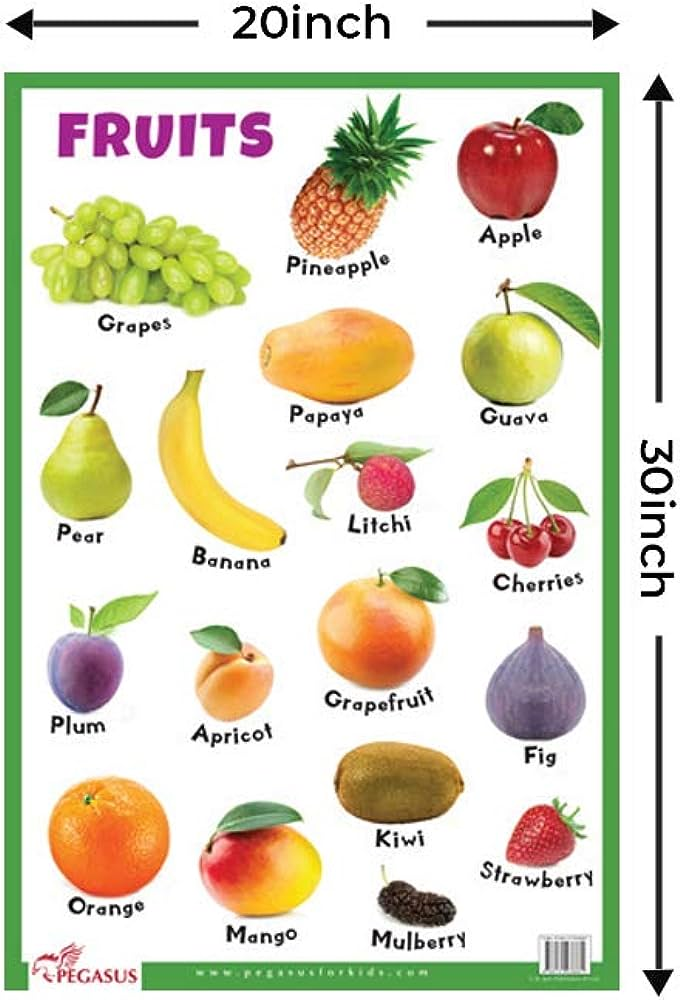 20inch
FRUITS
Pineapple
Apple
Grapes
Papaya
Guava
Pear
Banana
Litchi
Cherries
30inch
Plum
Apricot
Grapefruit
Fig
Orange
Mango
Kiwi
Strawberry
Mulberry
PEGASUS
www.pegasusforkids.com